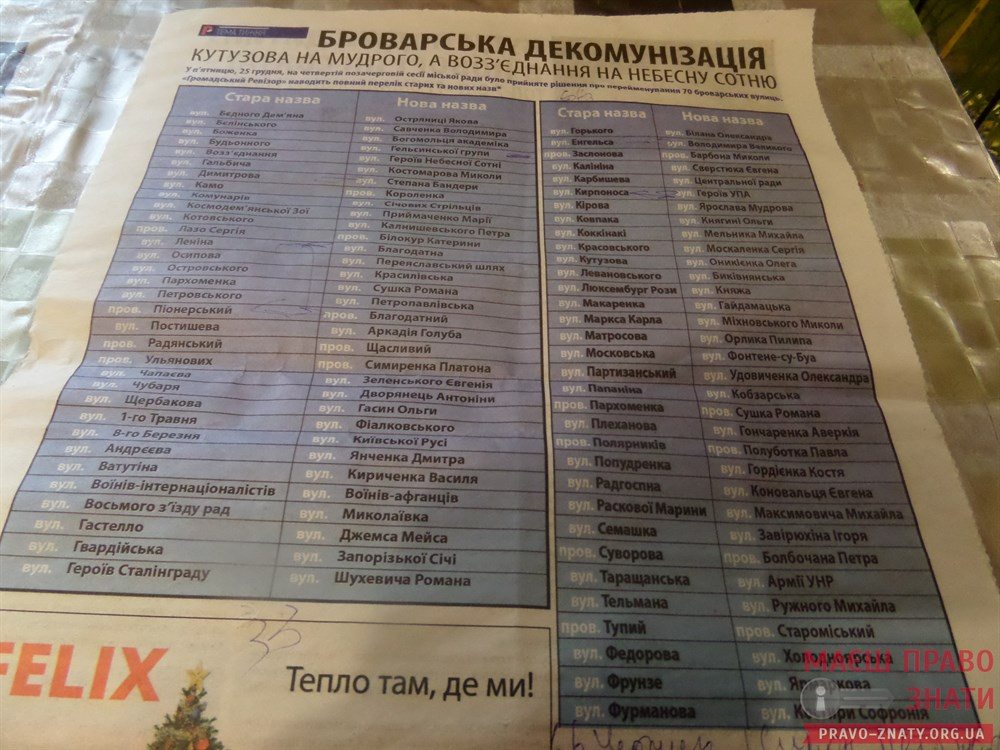 ТЕМА ТИЖНЯ
БРОВАРСЬКА ДЕКОМУНІЗАЦІЯ
КУТУЗОВА НА МУДРОГО, А ВОЗЗ'ЄДНАННЯ НА НЕБЕСНУ СОТНЮ
У п'ятницю, 25 грудня, на четвертій позачерговій сесії міської ради було прийняте рішення про перейменування 70 броварських вулиць.
«Громадський Ревізор» наводить повний перелік старих та нових назв*
Стара назва Нова назва
вул. Бєдного Дем'яна вул. Остряниці Якова
вул. Бєлінського вул. Савченка Володимира
вул. Боженка вул. Богомольця академіка
вул. Будьонного вул. Гельсинської групи
вул. Возз'єднання вул. Героїв Небесної Сотні
вул. Гальбича вул. Костомарова Миколи
вул. Димитрова вул. Степана Бандери
вул. Камо пров. Короленка
вул. Комунарів вул. Січових Стрільців
вул. Космодем'янської Зої вул. Приймаченко Марії
вул. Котовського вул. Калнишевського Петра
пров. Лазо Сергія пров. Білокур Катерини
вул. Леніна вул. Благодатна
вул. Осипова вул. Переяславський шлях
вул. Островського вул. Красилівська
вул. Пархоменка вул. Сушка Романа
вул. Петровського вул. Петропавлівська
пров. Піонерський пров. Благодатний
вул. Постишева вул. Аркадія Голуба
пров. Радянський пров. Щасливий
пров. Ульянових пров. Симиренка Платона
вул. Чапаєва вул. Зеленського Євгенія
вул. Чубаря вул. Дворянець Антоніни
вул. Щербакова вул. Гасин Ольги
вул. 1-го Травня вул. Фіалковського
вул. 8-го Березня вул. Київської Русі
вул. Андрєєва вул. Янченка Дмитра
вул. Ватутіна вул. Кириченка Василя
вул. Воїнів-інтернаціоналістів вул. Воїнів-афганців
вул. Восьмого з'їзду рад вул. Миколаївка
вул. Гастелло вул. Джемса Мейса
вул. Гвардійська вул. Запорізької Січі
вул. Героїв Сталінграду вул. Шухевича Романа
Стара назва Нова назва
вул. Горького вул. Білаша Олександра
вул. Енгельса вул. Володимира Великого
пров. Заслонова пров. Барбона Миколи
вул. Калініна вул. Сверстюка Євгена
вул. Карбишева вул. Центральної ради
вул. Кирпоноса вул. Героїв УПА
вул. Кірова вул. Ярослава Мудрова
вул. Ковпака вул. Княгині Ольги
вул. Коккінакі вул. Мельника Михайла
вул. Красовського вул. Москаленка Сергія
вул. Кутузова вул. Оникієнка Олега
вул. Левановського вул. Биківнянська
вул. Люксембург Рози вул. Княжа
вул. Макаренка вул. Гайдамацька
вул. Маркса Карла вул. Міхновського Миколи
вул. Матросова вул. Орлика Пилипа
вул. Московська вул. Фонтене-су-Буа
вул. Партизанський вул. Удовиченка Олександра
вул. Папаніна вул. Кобзарська
пров. Пархоменка пров. Сушка Романа
вул. Плеханова вул. Гончаренка Аверкія
пров. Полярників пров. Полуботка Павла
вул. Попудренка вул. Гордієнка Костя
вул. Радгоспна вул. Коновальця Євгена
вул. Раскової Марини вул. Максимовича Михайла
вул. Семашка вул. Завірюхіна Ігоря
пров. Суворова пров. Болбочана Петра
вул. Таращанська вул. Армії УНР
вул. Тельмана вул. Ружного Михайла
пров. Тупий пров. Староміський
вул. Федорова вул. Холодноярська
вул. Фрунзе вул.
вул. Фурманова вул. Софронія
FELIX
Тепло там, де ми!
33
МАЄШ ПРАВО
ЗНАТИ
PRAVO-ZNATY.ORG.UA